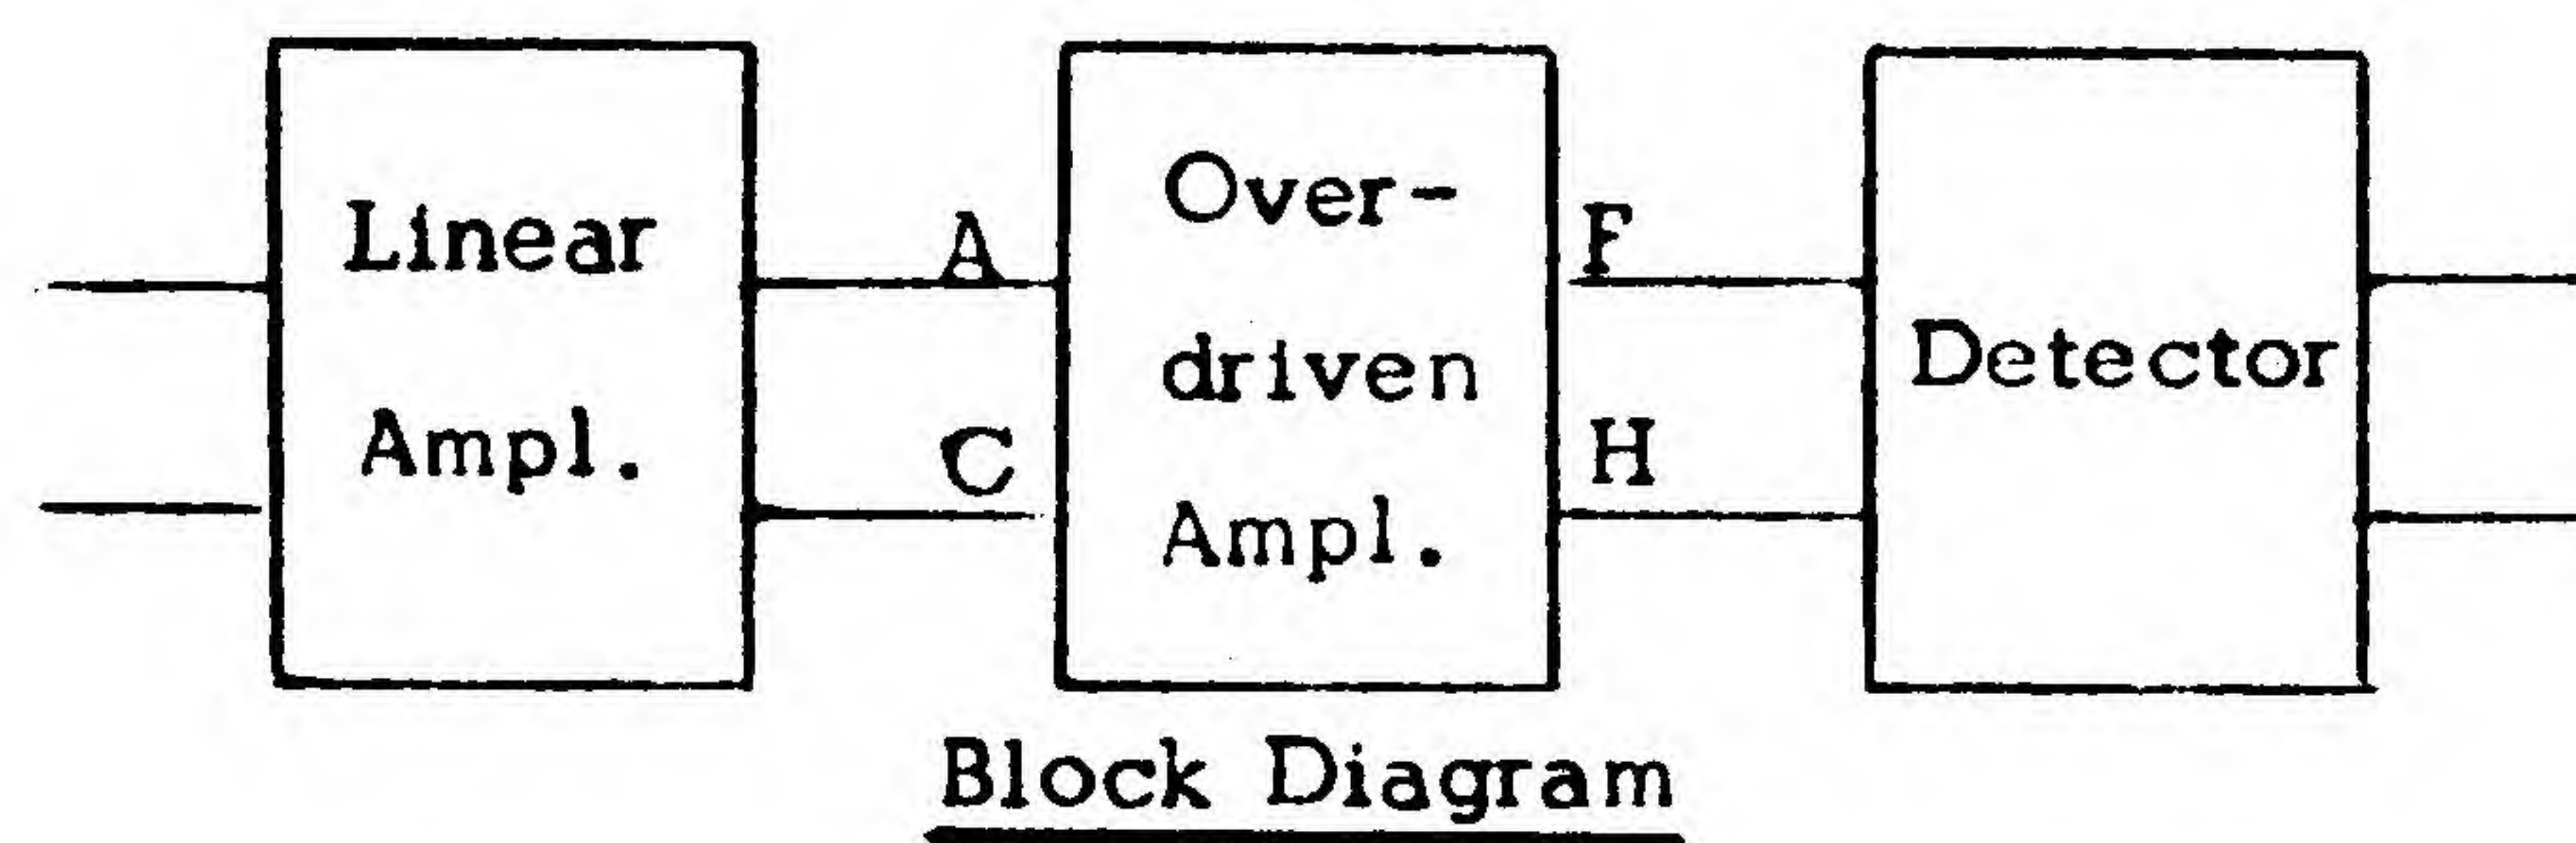 Linear
Ampl.
A
C
Over-
driven
Ampl.
F
H
Detector
Block Diagram